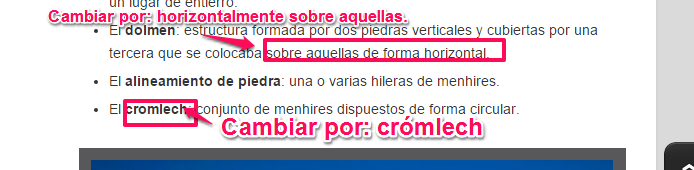 un lugar de entierro.
Cambiar por: horizontalmente sobre aquellas.
El dolmen: estructura formada por dos piedras verticales y cubiertas por una
tercera que se colocaba sobre aquellas de forma horizontal.
El alineamiento de piedra: una o varias hileras de menhires.
El cromlech: conjunto de menhires dispuestos de forma circular.
Cambiar por: crómlech